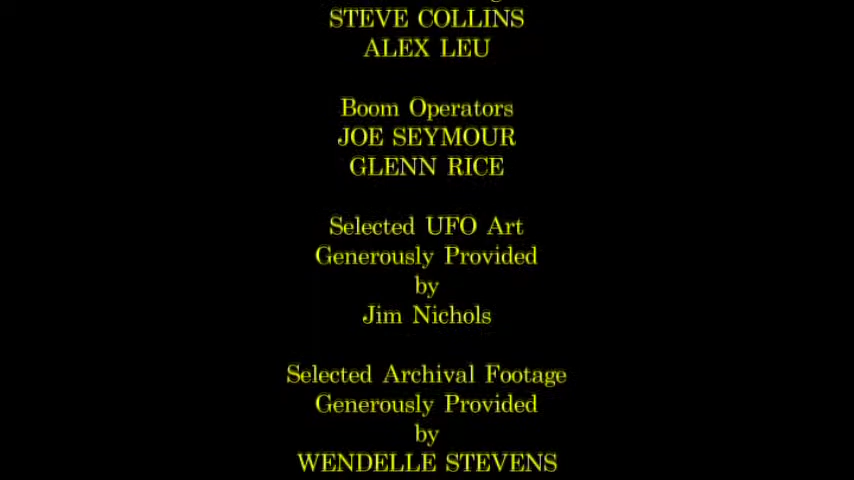 STEVE COLLINS
ALEX LEU
Boom Operators
JOE SEYMOUR
GLENN RICE
Selected UFO Art
Generously Provided
by
Jim Nichols
Selected Archival Footage
Generously Provided
by
WENDELLE STEVENS